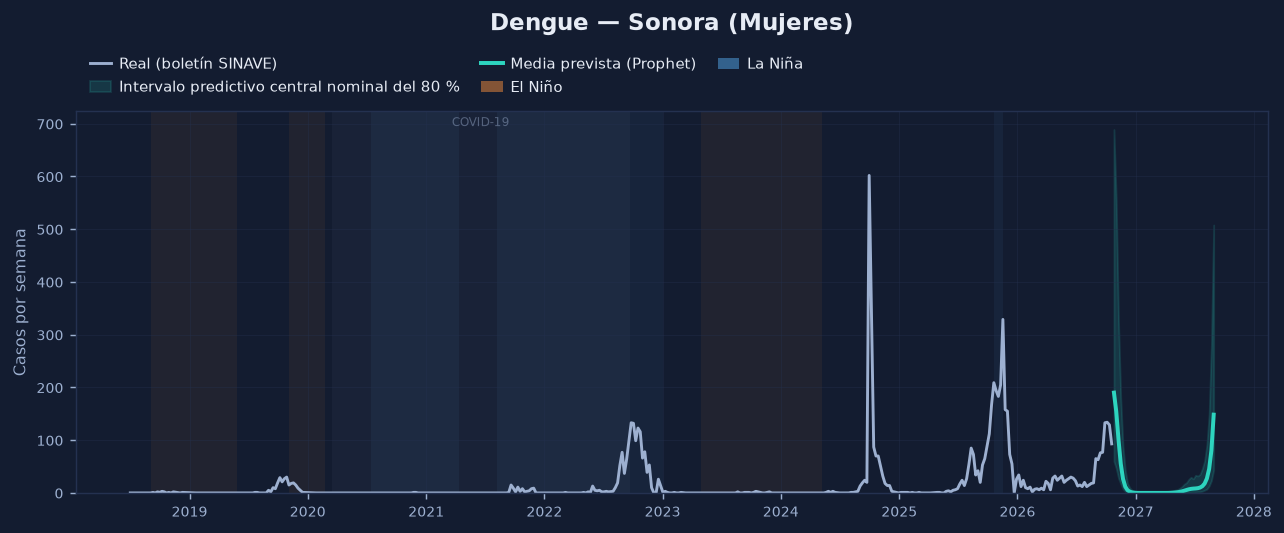 Dengue — Sonora (Mujeres)
Real (boletín SINAVE)
Intervalo predictivo central nominal del 80 %
Media prevista (Prophet)
El Niño
La Niña
COVID-19
Casos por semana
700
600
500
400
300
200
100
0
2019 2020 2021 2022 2023 2024 2025 2026 2027 2028